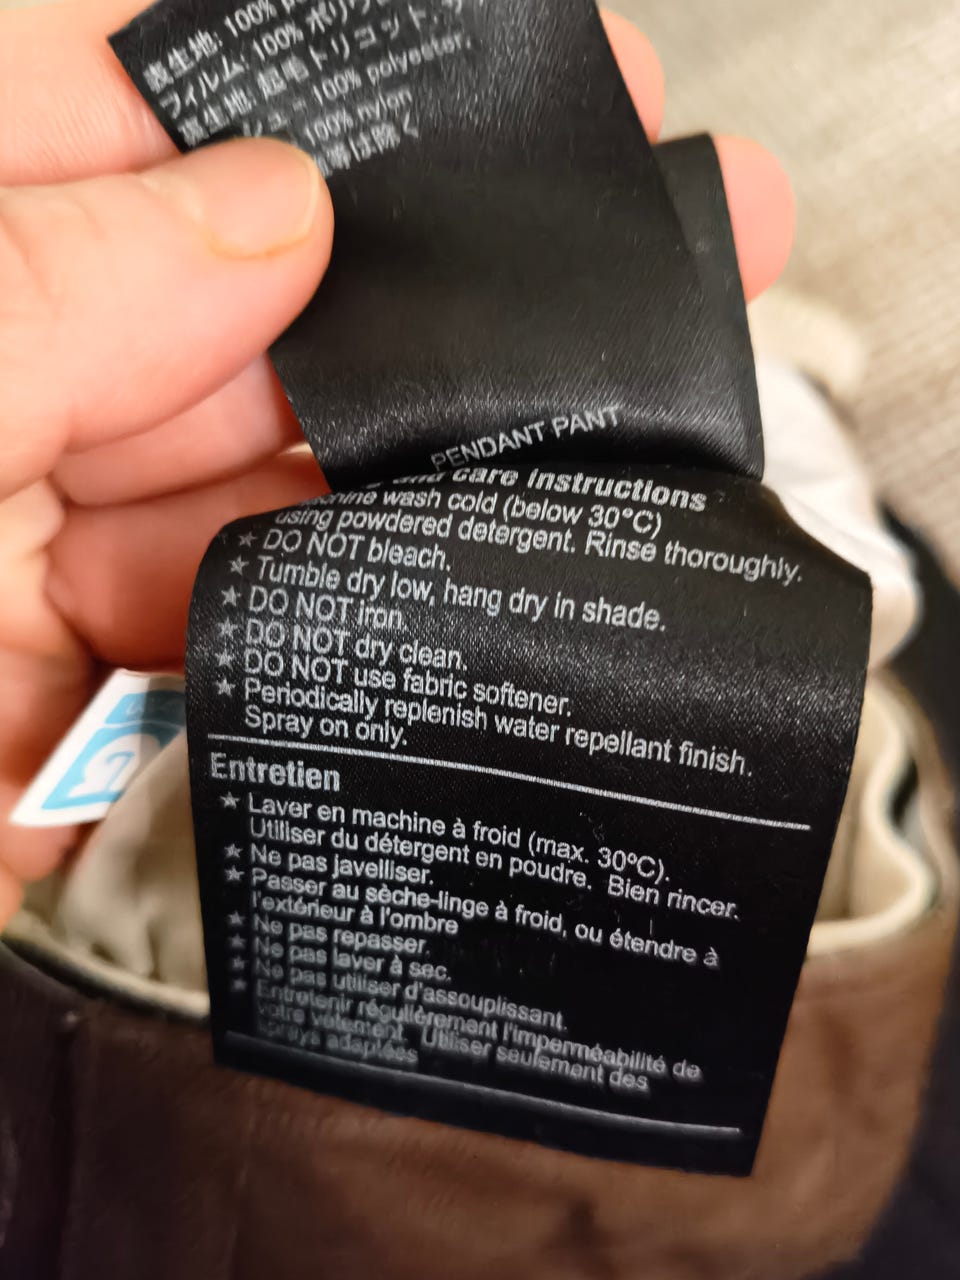 表生地: 100%
フィルム: 100% ポリウ
裏生地: 起毛トリコット
- 100% polyester.
100% nylon
等は除く
PENDANT PANT
and care instructions
wash cold (below 30°C)
using powdered detergent. Rinse thoroughly.
★ DO NOT bleach.
★ Tumble dry low, hang dry in shade.
★ DO NOT iron.
★ DO NOT dry clean.
★ DO NOT use fabric softener.
★ Periodically replenish water repellant finish.
Spray on only.
Entretien
★ Laver en machine à froid (max. 30ºC).
Utiliser du détergent en poudre. Bien rincer.
★ Ne pas javelliser.
★ Passer au sèche-linge à froid, ou étendre à
l'extérieur à l'ombre
★ Ne pas repasser.
★ Ne pas laver à sec.
★ Ne pas utiliser d'assouplissant.
★ Entretenir régulièrement l'imperméabilité de
votre vêtement. Utiliser seulement des
sprays adaptées